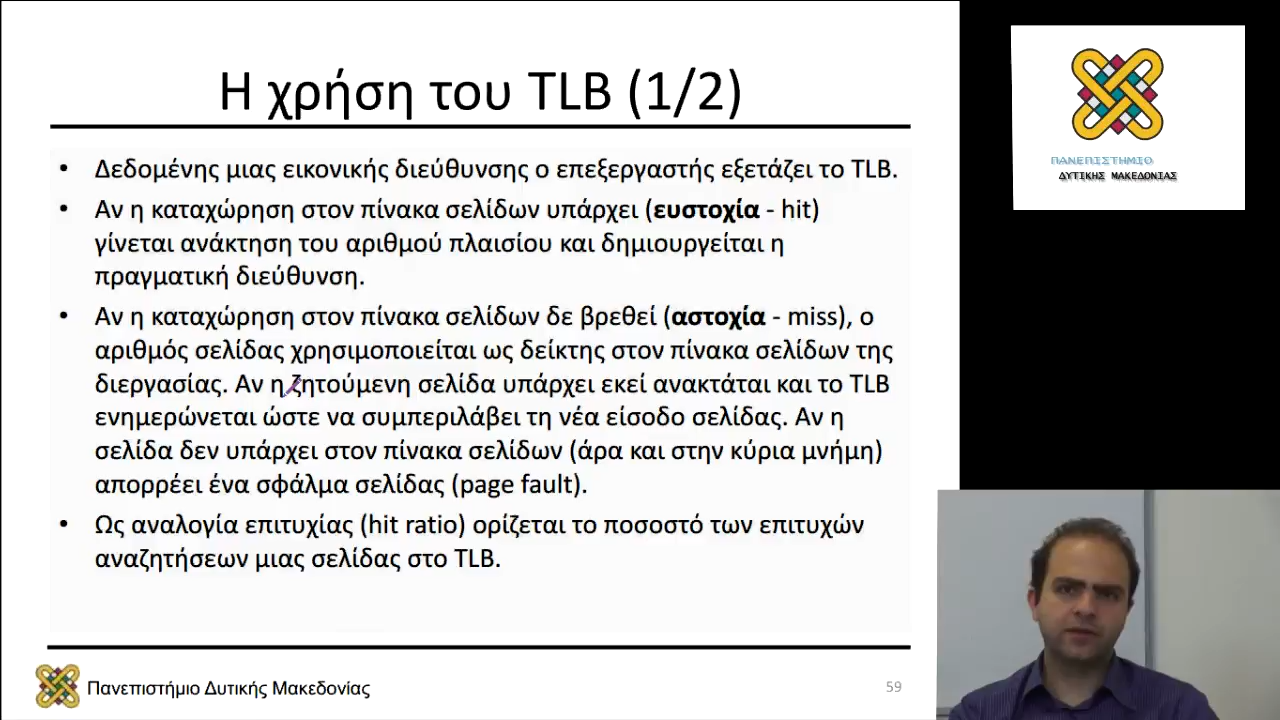 Η χρήση του TLB (1/2)
• Δεδομένης μιας εικονικής διεύθυνσης ο επεξεργαστής εξετάζει το TLB.
• Αν η καταχώρηση στον πίνακα σελίδων υπάρχει (ευστοχία - hit)
γίνεται ανάκτηση του αριθμού πλαισίου και δημιουργείται η
πραγματική διεύθυνση.
• Αν η καταχώρηση στον πίνακα σελίδων δε βρεθεί (αστοχία - miss), ο
αριθμός σελίδας χρησιμοποιείται ως δείκτης στον πίνακα σελίδων της
διεργασίας. Αν η ζητούμενη σελίδα υπάρχει εκεί ανακτάται και το TLB
ενημερώνεται ώστε να συμπεριλάβει τη νέα είσοδο σελίδας. Αν η
σελίδα δεν υπάρχει στον πίνακα σελίδων (άρα και στην κύρια μνήμη)
απορρέει ένα σφάλμα σελίδας (page fault).
• Ως αναλογία επιτυχίας (hit ratio) ορίζεται το ποσοστό των επιτυχών
αναζητήσεων μιας σελίδας στο TLB.
Πανεπιστήμιο Δυτικής Μακεδονίας
59
ΠΑΝΕΠΙΣΤΗΜΙΟ
ΔΥΤΙΚΗΣ ΜΑΚΕΔΟΝΙΑΣ